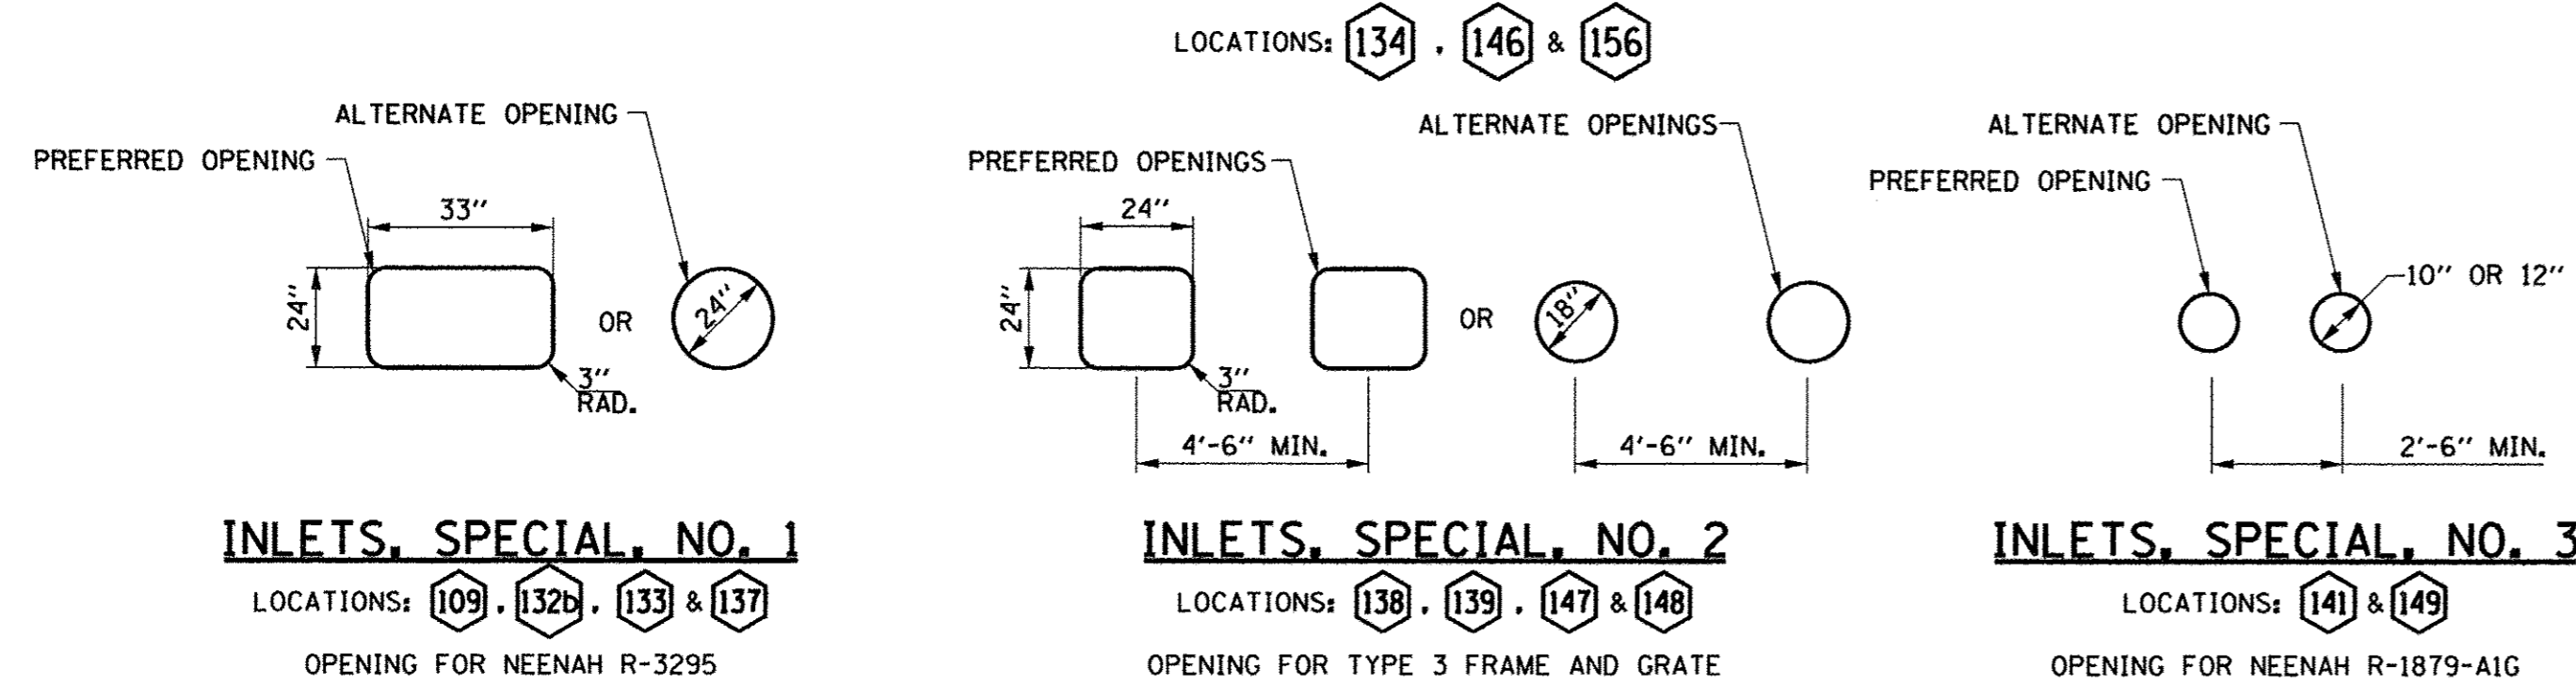 LOCATIONS: 134 , 146 & 156
ALTERNATE OPENING
PREFERRED OPENING
33"
24"
OR
24"
3"
RAD.
INLETS, SPECIAL, NO. 1
LOCATIONS: 109 , 132b , 133 & 137
OPENING FOR NEENAH R-3295
ALTERNATE OPENINGS
PREFERRED OPENINGS
24"
24"
OR
18"
3"
RAD.
4'-6" MIN.
4'-6" MIN.
INLETS, SPECIAL, NO. 2
LOCATIONS: 138 , 139 , 147 & 148
OPENING FOR TYPE 3 FRAME AND GRATE
ALTERNATE OPENING
PREFERRED OPENING
10" OR 12"
2'-6" MIN.
INLETS, SPECIAL, NO. 3
LOCATIONS: 141 & 149
OPENING FOR NEENAH R-1879-A1G